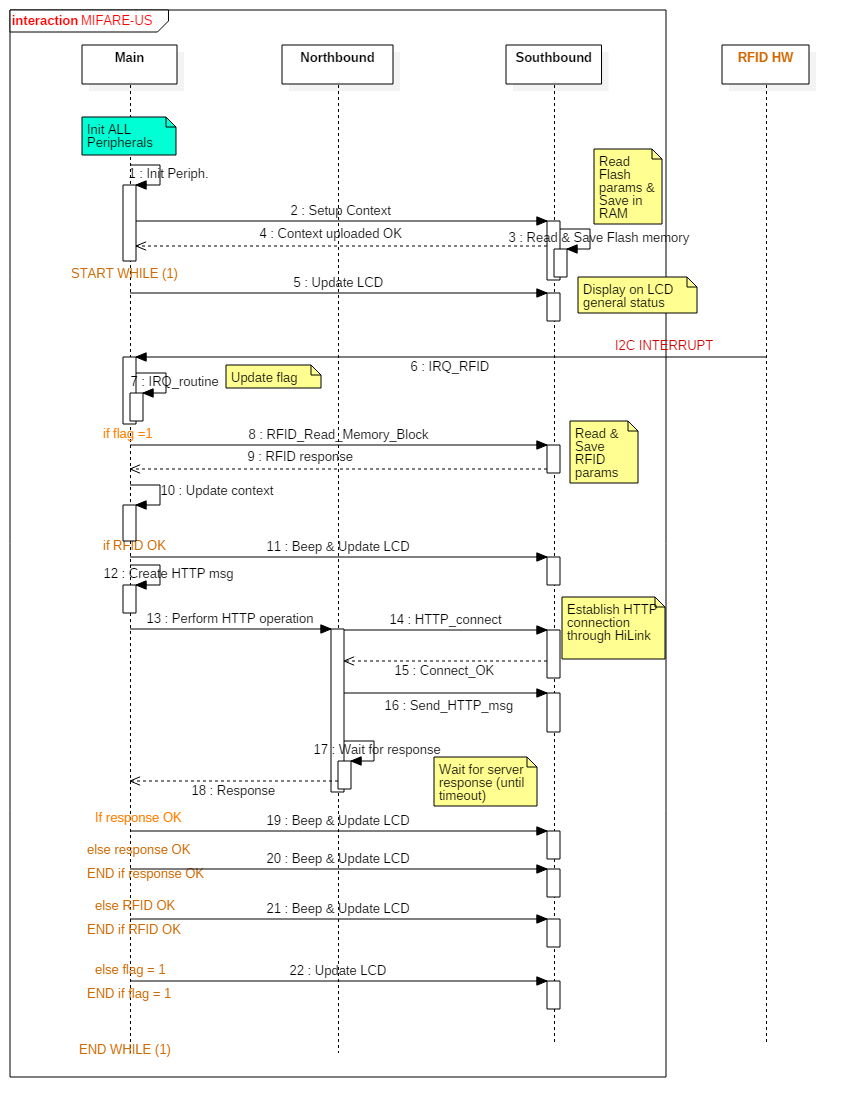 interaction MIFARE-US
Main
Northbound
Southbound
RFID HW
Init ALL
Peripherals
Read
Flash
params &
Save in
RAM
1 : Init Periph.
2 : Setup Context
4 : Context uploaded OK
3 : Read & Save Flash memory
START WHILE (1)
5 : Update LCD
Display on LCD
general status
I2C INTERRUPT
6 : IRQ_RFID
7 : IRQ_routine
Update flag
if flag =1
8 : RFID_Read_Memory_Block
Read &
Save
RFID
params
9 : RFID response
10 : Update context
if RFID OK
11 : Beep & Update LCD
12 : Create HTTP msg
13 : Perform HTTP operation
14 : HTTP_connect
Establish HTTP
connection
through HiLink
15 : Connect_OK
16 : Send_HTTP_msg
17 : Wait for response
Wait for server
response (until
timeout)
18 : Response
If response OK
19 : Beep & Update LCD
else response OK
20 : Beep & Update LCD
END if response OK
else RFID OK
21 : Beep & Update LCD
END if RFID OK
else flag = 1
22 : Update LCD
END if flag = 1
END WHILE (1)